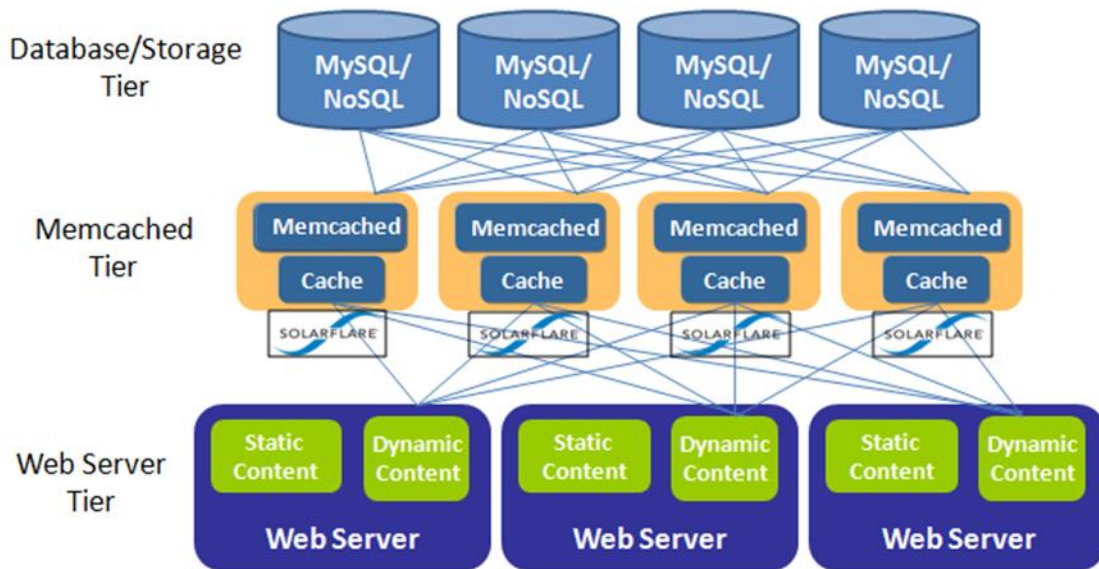 Database/Storage
Tier
MySQL/
NoSQL
MySQL/
NoSQL
MySQL/
NoSQL
MySQL/
NoSQL
Memcached
Tier
Memcached
Cache
Memcached
Cache
Memcached
Cache
Memcached
Cache
SOLARFLARE
SOLARFLARE
SOLARFLARE
SOLARFLARE
Web Server
Tier
Static
Content
Dynamic
Content
Web Server
Static
Content
Dynamic
Content
Web Server
Static
Content
Dynamic
Content
Web Server